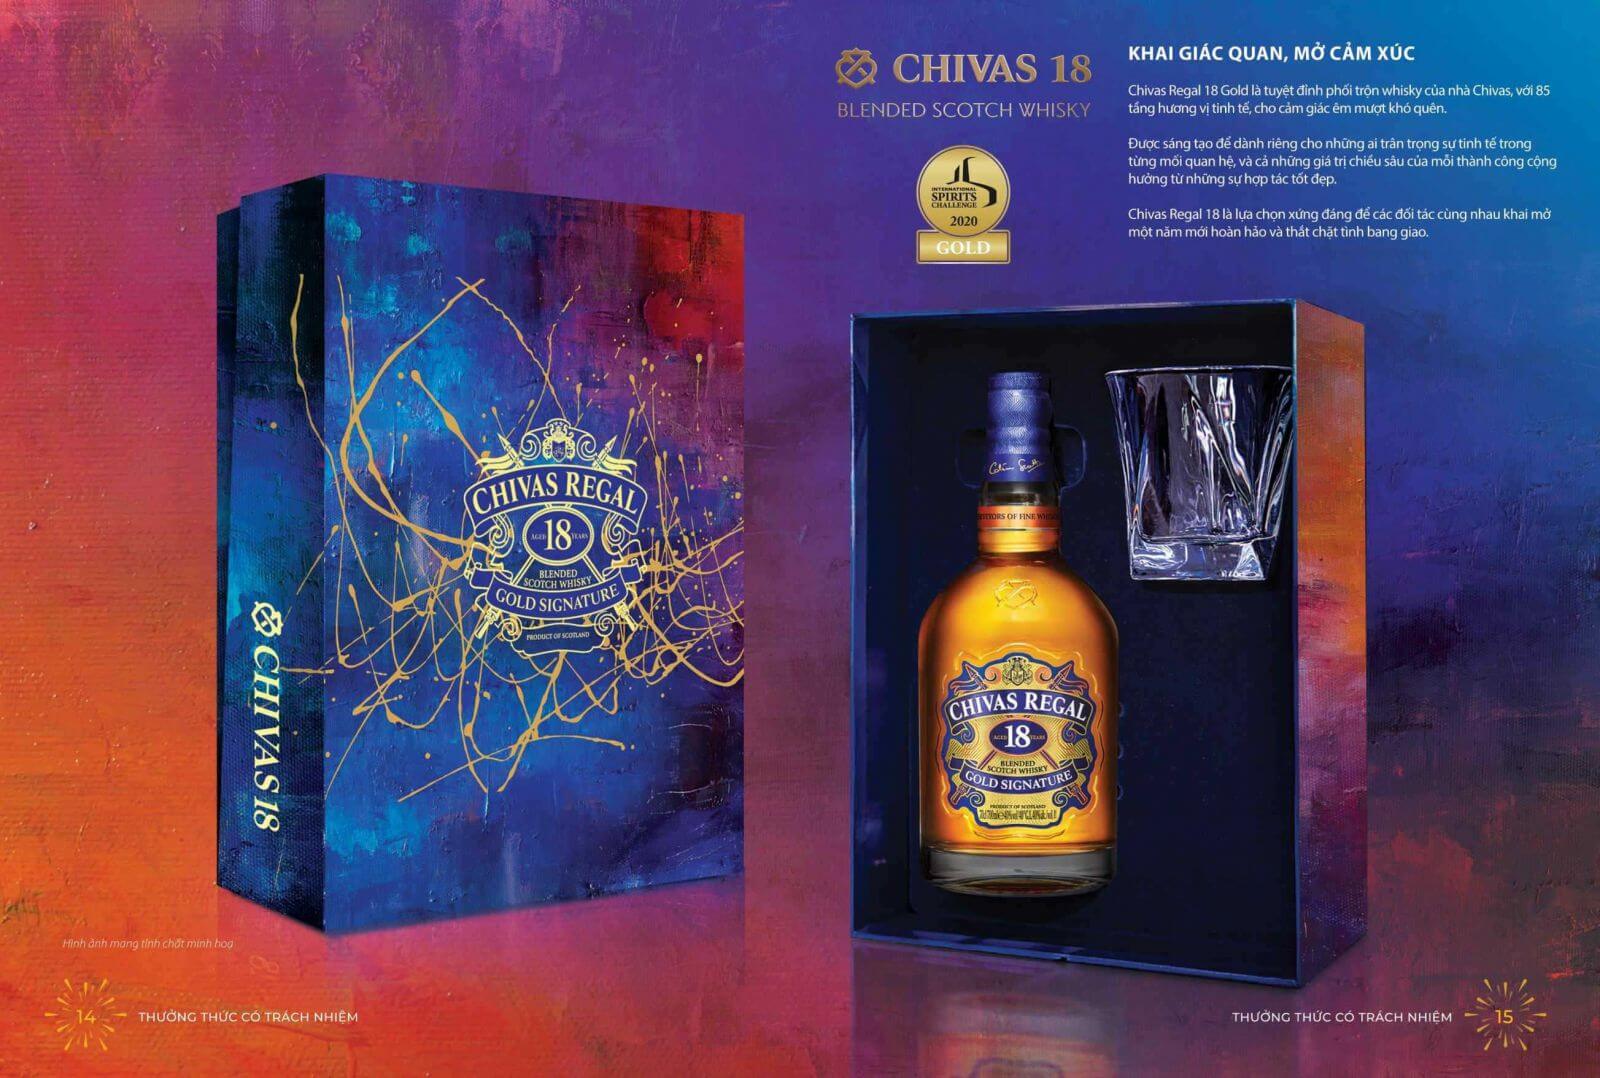 CHIVAS 18
BLENDED SCOTCH WHISKY
INTERNATIONAL
SPIRITS
CHALLENGE
2020
GOLD
KHAI GIÁC QUAN, MỞ CẢM XÚC
Chivas Regal 18 Gold là tuyệt đỉnh phối trộn whisky của nhà Chivas, với 85
tầng hương vị tinh tế, cho cảm giác êm mượt khó quên.
Được sáng tạo để dành riêng cho những ai trân trọng sự tinh tế trong
từng mối quan hệ, và cả những giá trị chiều sâu của mỗi thành công cộng
hưởng từ những sự hợp tác tốt đẹp.
Chivas Regal 18 là lựa chọn xứng đáng để các đối tác cùng nhau khai mở
một năm mới hoàn hảo và thắt chặt tình bang giao.
CHIVAS REGAL
AGED 18 YEARS
BLENDED
SCOTCH WHISKY
GOLD SIGNATURE
PRODUCT OF SCOTLAND
CHIVAS 18
OF FINE
CHIVAS REGAL
AGED 18 YEARS
BLENDED
SCOTCH WHISKY
GOLD SIGNATURE
PRODUCT OF SCOTLAND
Hình ảnh mang tính chất minh hoạ
14 THƯỞNG THỨC CÓ TRÁCH NHIỆM
THƯỞNG THỨC CÓ TRÁCH NHIỆM 15